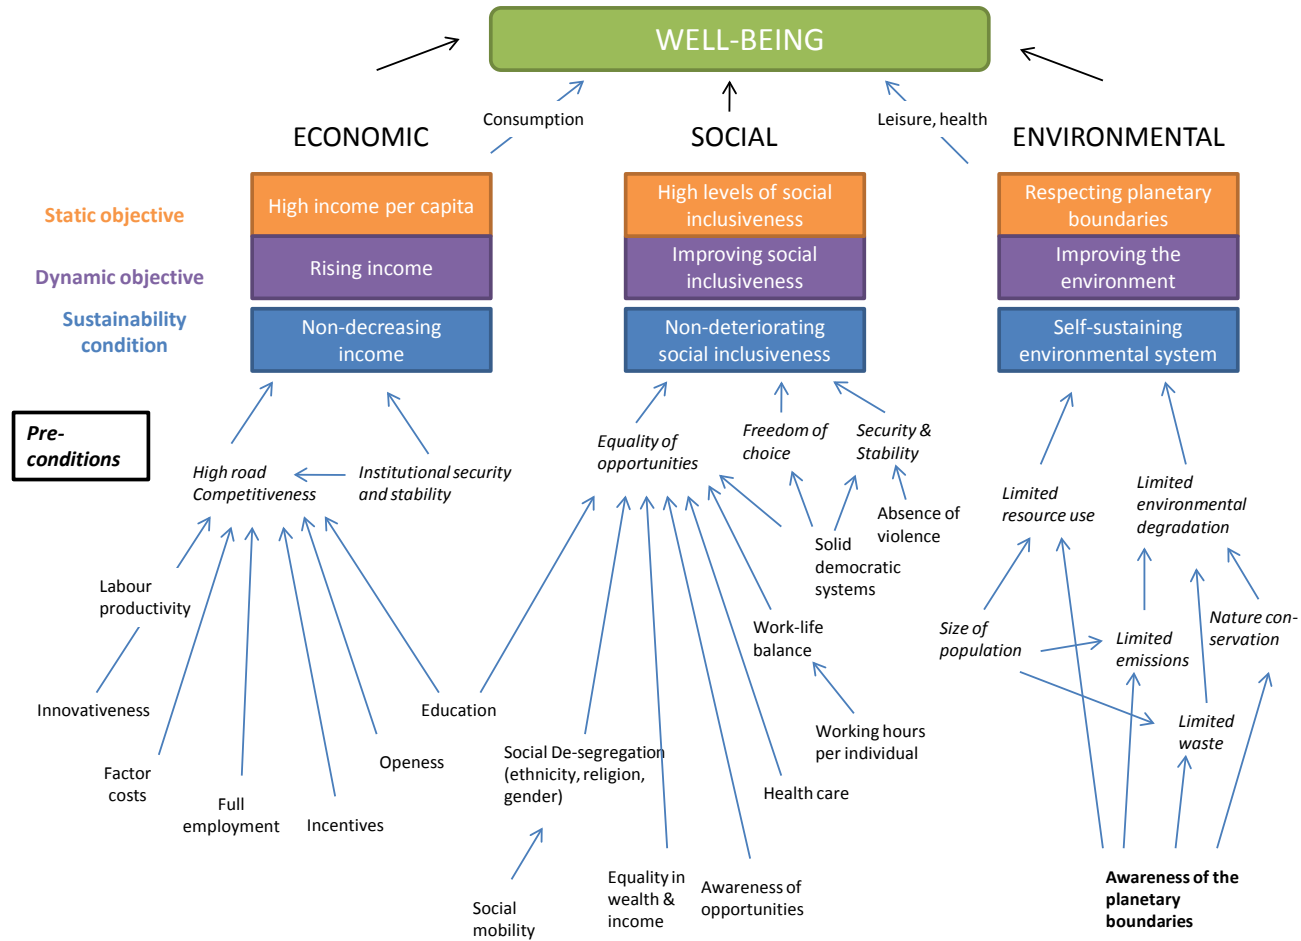 WELL-BEING
Consumption
Leisure, health
ECONOMIC
SOCIAL
ENVIRONMENTAL
Static objective
High income per capita
High levels of social
inclusiveness
Respecting planetary
boundaries
Dynamic objective
Rising income
Improving social
inclusiveness
Improving the
environment
Sustainability
condition
Non-decreasing
income
Non-deteriorating
social inclusiveness
Self-sustaining
environmental system
Pre-
conditions
High road
Competitiveness
Institutional security
and stability
Equality of
opportunities
Freedom of
choice
Security &
Stability
Limited
resource use
Limited
environmental
degradation
Absence of
violence
Solid
democratic
systems
Labour
productivity
Work-life
balance
Size of
population
Limited
emissions
Nature con-
servation
Innovativeness
Education
Working hours
per individual
Limited
waste
Factor
costs
Openess
Social De-segregation
(ethnicity, religion,
gender)
Health care
Full
employment
Incentives
Social
mobility
Equality in
wealth &
income
Awareness of
opportunities
Awareness of the
planetary
boundaries